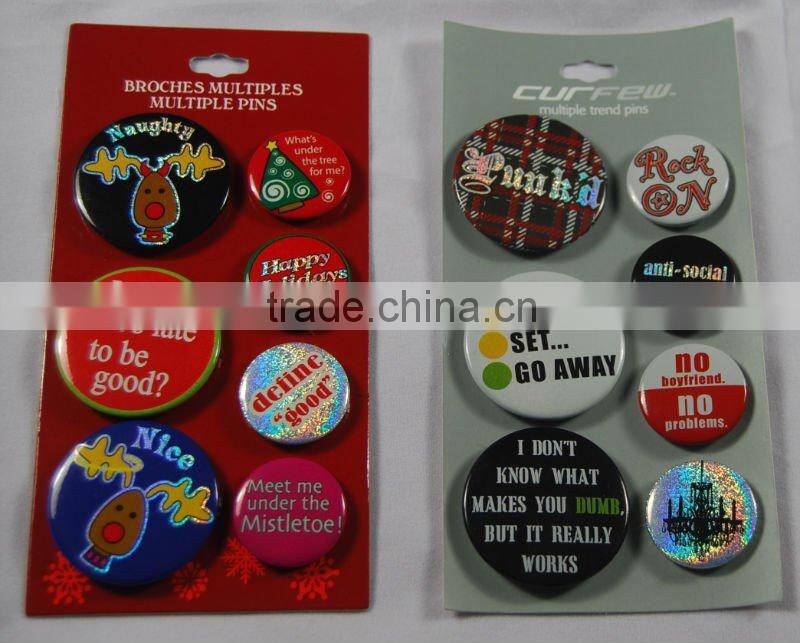 BROCHES MULTIPLES
MULTIPLE PINS
Naughty
What's
under
the tree
for me?
Happy
to be
good?
define
"good"
Nice
Meet me
under the
Mistletoe!
curfew
multiple trend pins
Punk'd
Rock
ON
anti-social
SET...
GO AWAY
no
boyfriend.
no
problems.
I DON'T
KNOW WHAT
MAKES YOU DUMB,
BUT IT REALLY
WORKS
trade.china.cn